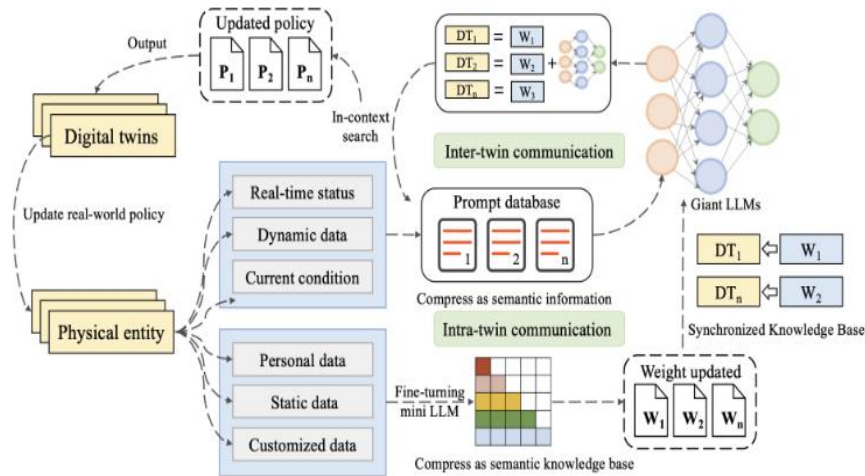 Updated policy
P1 P2 Pn
Output
Digital twins
In-context
search
Update real-world policy
Physical entity
Real-time status
Dynamic data
Current condition
Personal data
Static data
Customized data
DT1 = W1
DT2 = W2 +
DTn = W3
Inter-twin communication
Prompt database
1 2 n
Compress as semantic information
Intra-twin communication
Giant LLMs
DT1 W1
DTn W2
Synchronized Knowledge Base
Fine-turning
mini LLM
Compress as semantic knowledge base
Weight updated
W1 W2 Wn